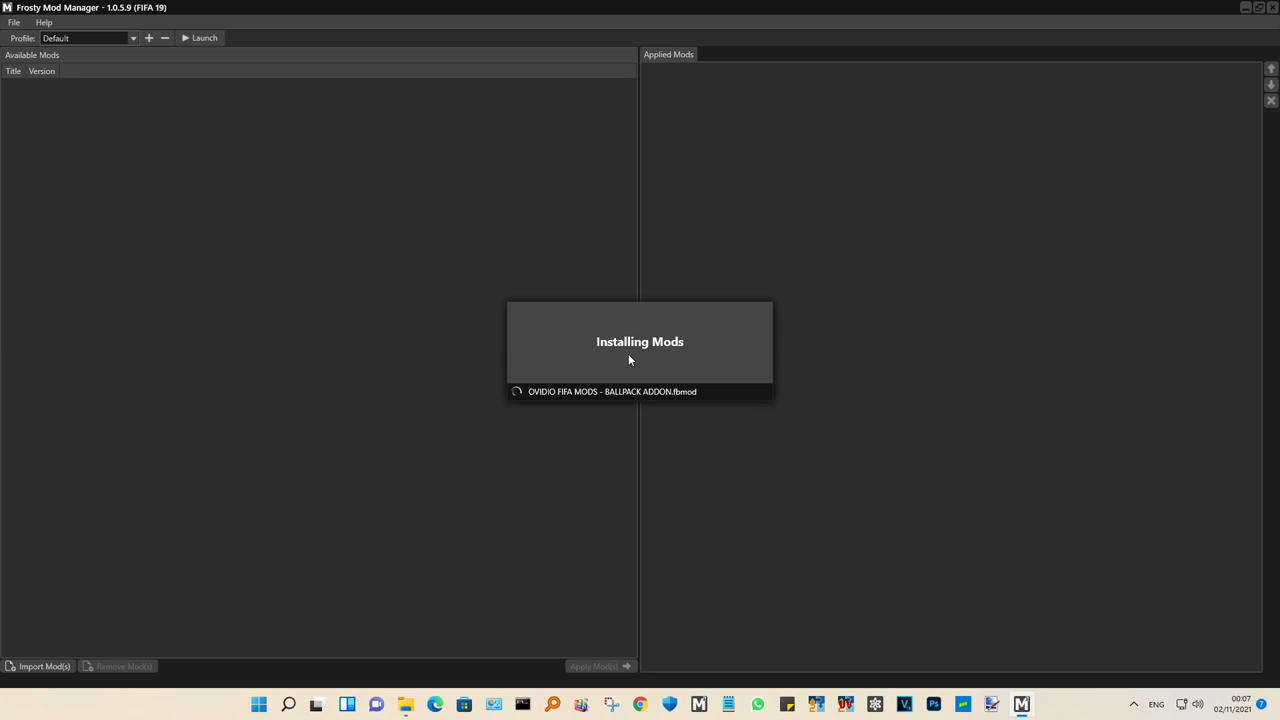 Frosty Mod Manager - 1.0.5.9 (FIFA 19)
File Help
Profile: Default Launch
Available Mods
Applied Mods
Title Version
Installing Mods
OVIDIO FIFA MODS - BALLPACK ADDON.fbmod
Import Mod(s) Remove Mod(s) Apply Mod(s)
ENG
00:07
02/11/2021